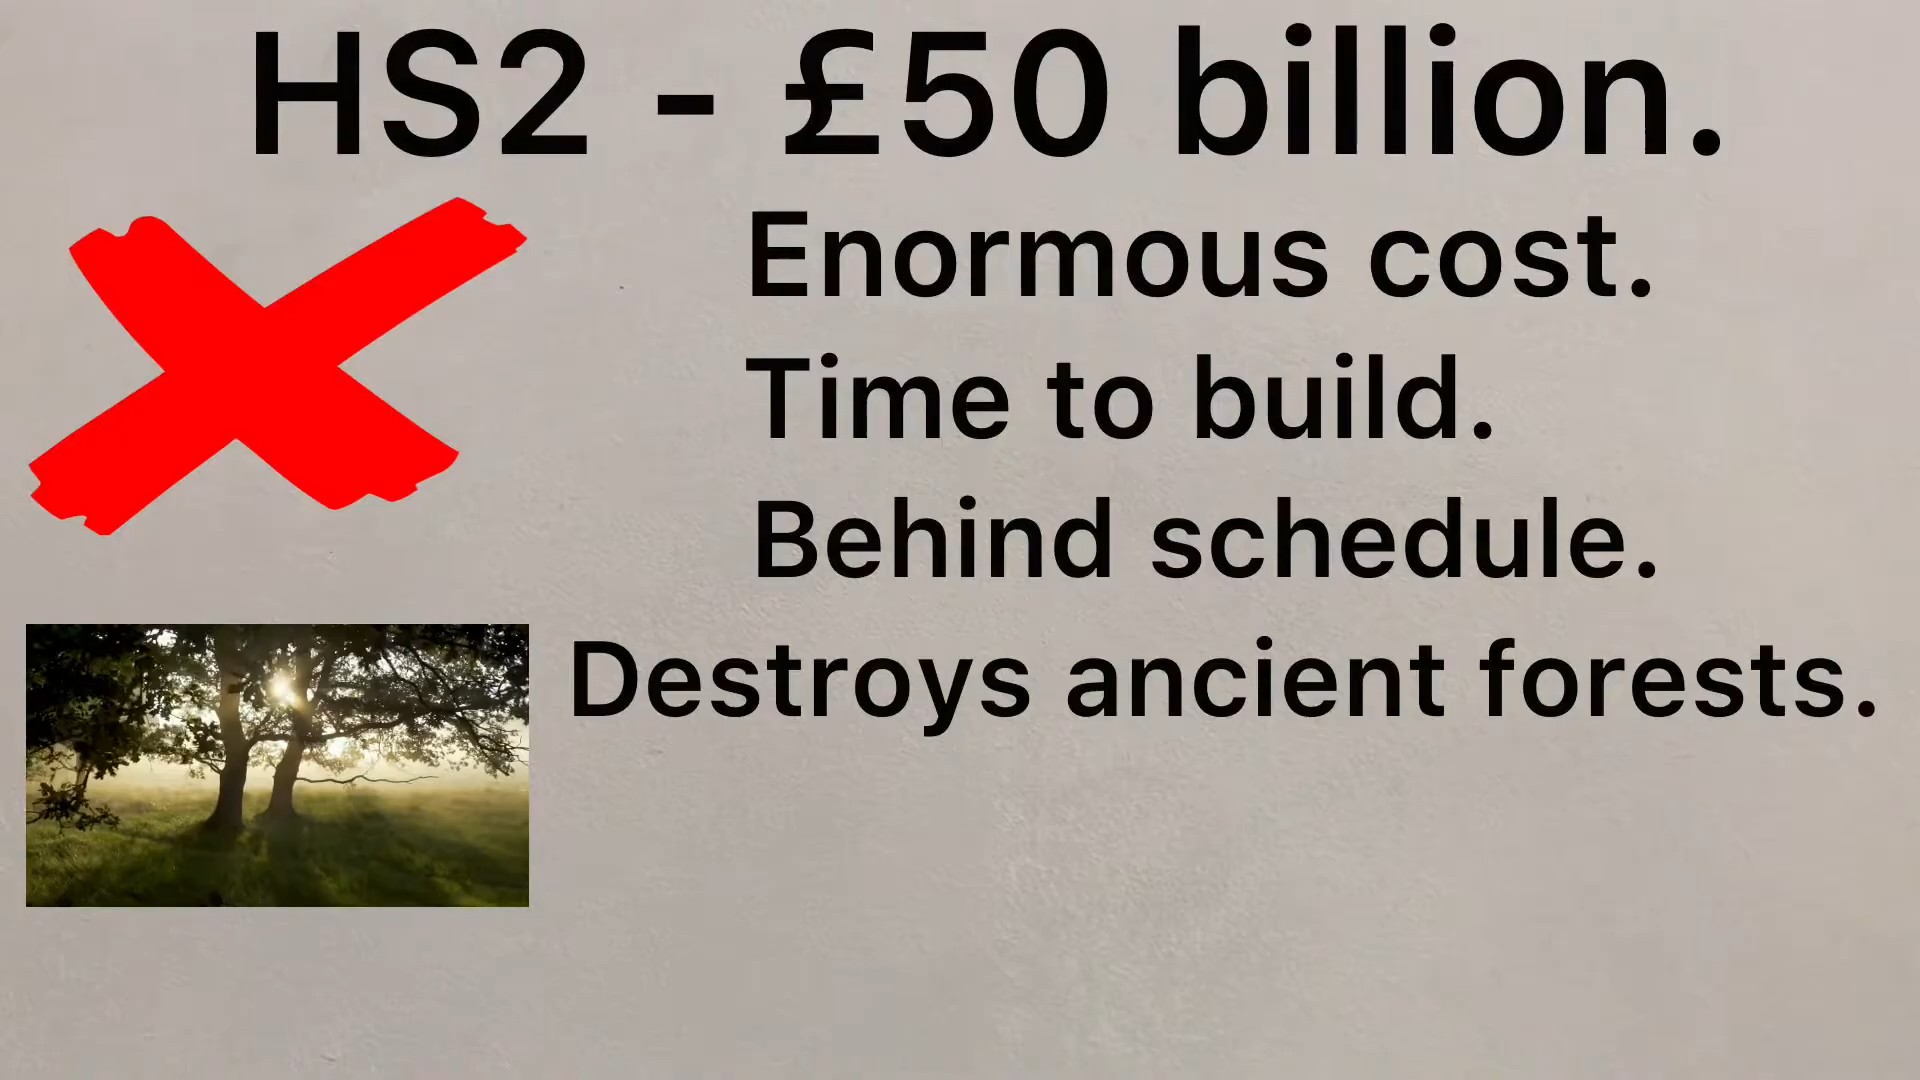 HS2 - £50 billion.
Enormous cost.
Time to build.
Behind schedule.
Destroys ancient forests.